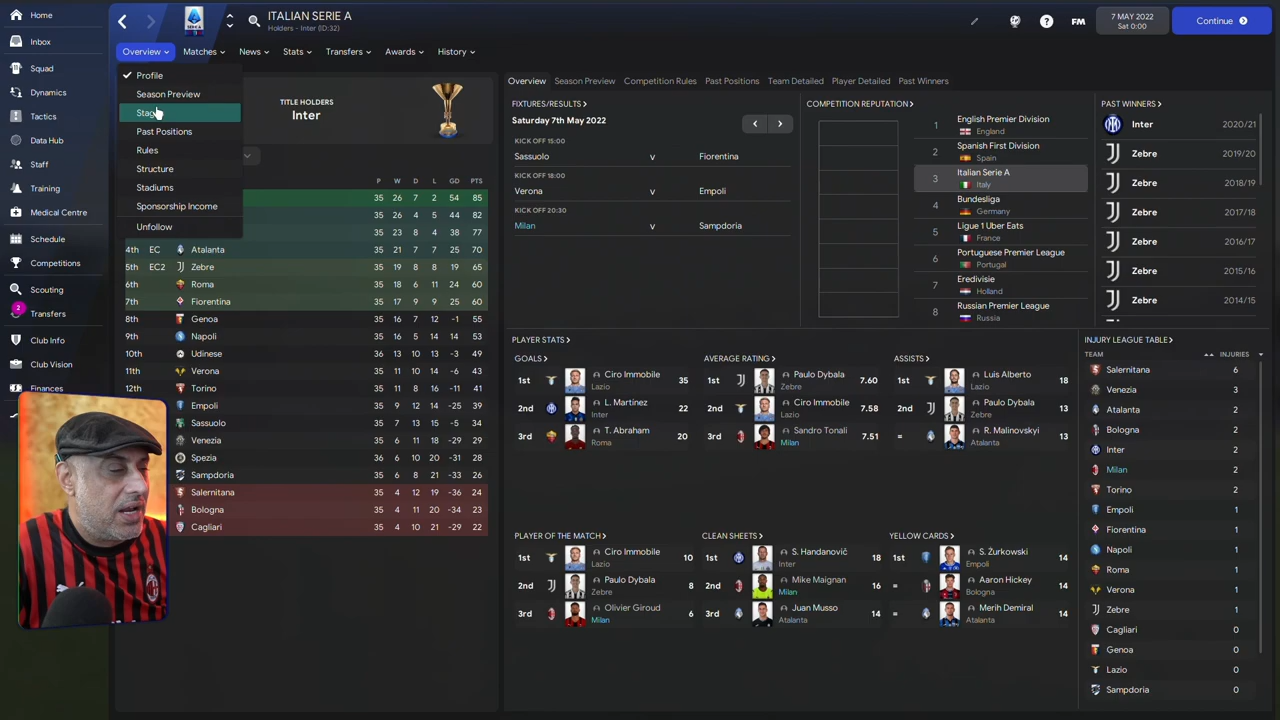 Home
Inbox
Squad
Dynamics
Tactics
Data Hub
Staff
Training
Medical Centre
Schedule
Competitions
Scouting
2
Transfers
Club Info
Club Vision
Finances
ITALIAN SERIE A
Holders - Inter (ID:32)
FM
7 MAY 2022
Sat 0:00
Continue
Overview
Matches
News
Stats
Transfers
Awards
History
Profile
Season Preview
Past Positions
Rules
Structure
Stadiums
Sponsorship Income
Unfollow
TITLE HOLDERS
Inter
P W D L GD PTS
35 26 7 2 54 85
35 26 4 5 44 82
35 23 8 4 38 77
4th EC Atalanta 35 21 7 7 25 70
5th EC2 Zebre 35 19 8 8 19 65
6th Roma 35 18 6 11 24 60
7th Fiorentina 35 17 9 9 25 60
8th Genoa 35 16 7 12 -1 55
9th Napoli 35 16 5 14 14 53
10th Udinese 36 13 10 13 -3 49
11th Verona 35 11 10 14 -6 43
12th Torino 35 11 8 16 -11 41
Empoli 35 9 12 14 -25 39
Sassuolo 35 7 13 15 -5 34
Venezia 35 6 11 18 -29 29
Spezia 36 6 10 20 -31 28
Sampdoria 35 6 8 21 -33 26
Salernitana 35 5 12 19 -36 24
Bologna 35 4 11 20 -34 23
Cagliari 35 4 10 21 -29 22
Overview
Season Preview
Competition Rules
Past Positions
Team Detailed
Player Detailed
Past Winners
FIXTURES/RESULTS
Saturday 7th May 2022
KICK OFF 15:00
Sassuolo v Fiorentina
KICK OFF 18:00
Verona v Empoli
KICK OFF 20:30
Milan v Sampdoria
COMPETITION REPUTATION
1 English Premier Division
England
2 Spanish First Division
Spain
3 Italian Serie A
Italy
4 Bundesliga
Germany
5 Ligue 1 Uber Eats
France
6 Portuguese Premier League
Portugal
7 Eredivisie
Holland
8 Russian Premier League
Russia
PAST WINNERS
Inter 2020/21
Zebre 2019/20
Zebre 2018/19
Zebre 2017/18
Zebre 2016/17
Zebre 2015/16
Zebre 2014/15
PLAYER STATS
GOALS
1st Ciro Immobile 35
Lazio
2nd L. Martínez 22
Inter
3rd T. Abraham 20
Roma
AVERAGE RATING
1st Paulo Dybala 7.60
Zebre
2nd Ciro Immobile 7.58
Lazio
3rd Sandro Tonali 7.51
Milan
ASSISTS
1st Luis Alberto 18
Lazio
2nd Paulo Dybala 13
Zebre
= R. Malinovskyi 13
Atalanta
PLAYER OF THE MATCH
1st Ciro Immobile 10
Lazio
2nd Paulo Dybala 8
Zebre
3rd Olivier Giroud 6
Milan
CLEAN SHEETS
1st S. Handanovič 18
Inter
2nd Mike Maignan 16
Milan
3rd Juan Musso 14
Atalanta
YELLOW CARDS
1st S. Żurkowski 14
Empoli
= Aaron Hickey 14
Bologna
= Merih Demiral 14
Atalanta
INJURY LEAGUE TABLE
TEAM INJURIES
Salernitana 6
Venezia 3
Atalanta 2
Bologna 2
Inter 2
Milan 2
Torino 2
Empoli 1
Fiorentina 1
Napoli 1
Roma 1
Verona 1
Zebre 1
Cagliari 0
Genoa 0
Lazio 0
Sampdoria 0